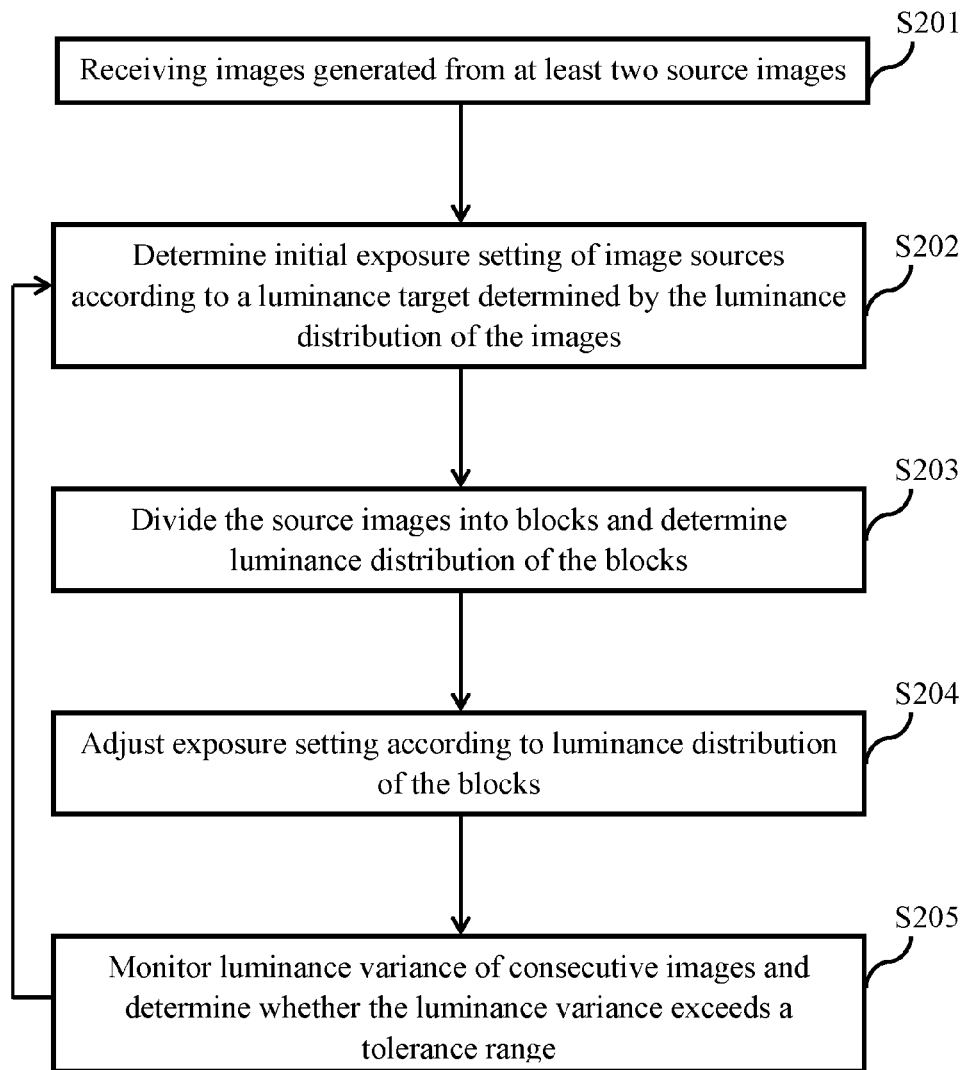 S201
Receiving images generated from at least two source images
S202
Determine initial exposure setting of image sources
according to a luminance target determined by the luminance
distribution of the images
S203
Divide the source images into blocks and determine
luminance distribution of the blocks
S204
Adjust exposure setting according to luminance distribution
of the blocks
S205
Monitor luminance variance of consecutive images and
determine whether the luminance variance exceeds a
tolerance range